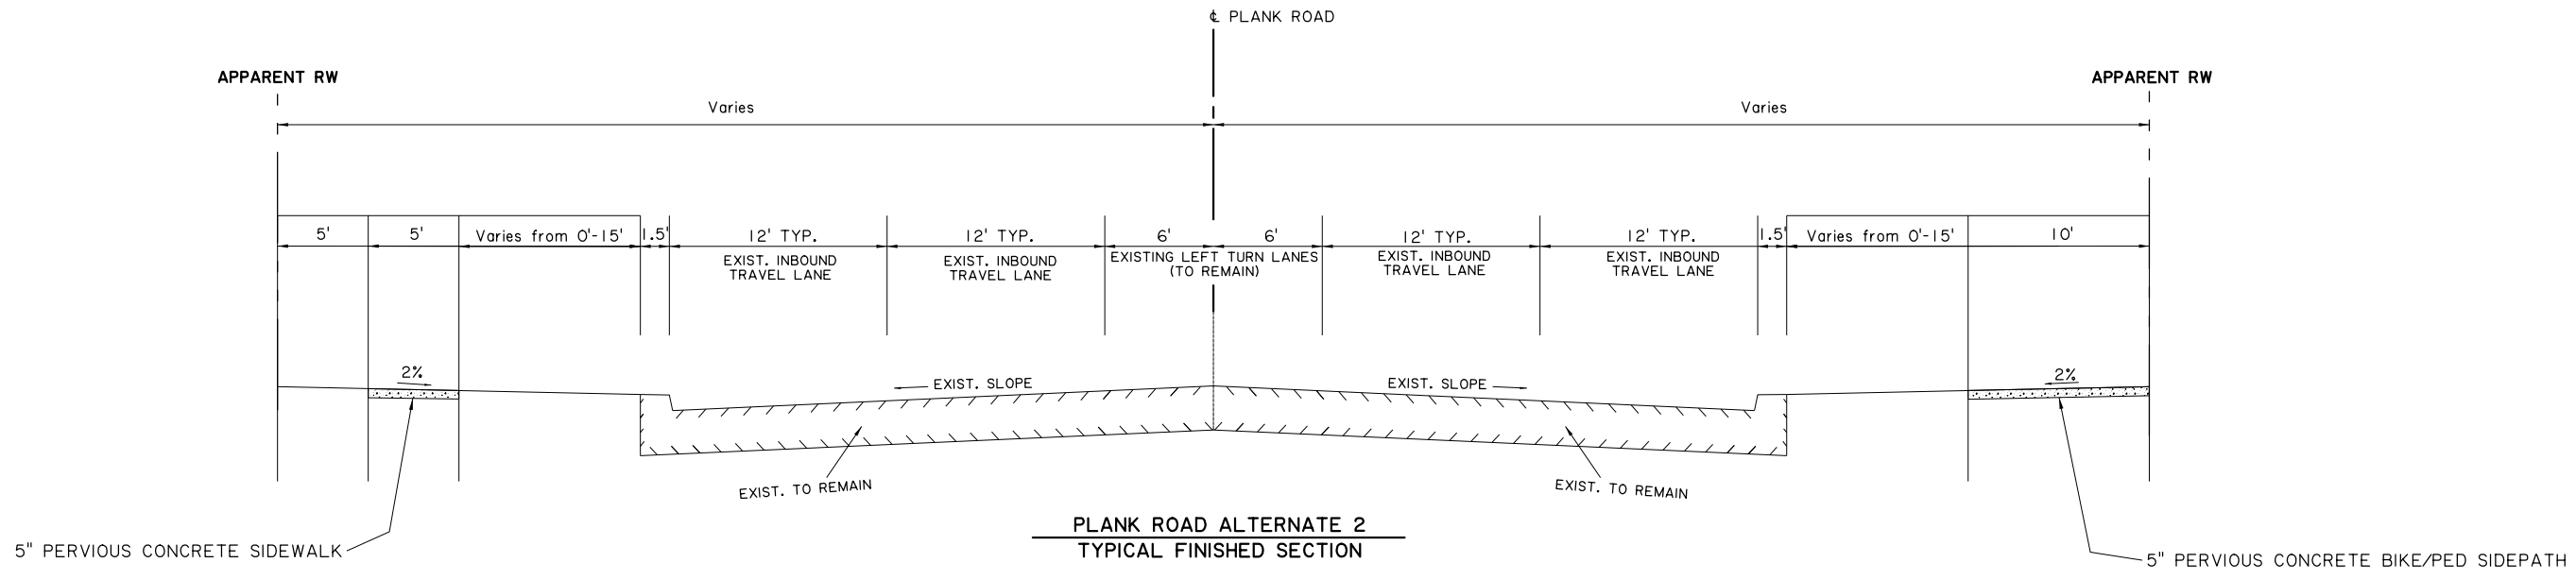 ℄ PLANK ROAD
APPARENT RW
APPARENT RW
Varies
Varies
5'
5'
Varies from 0'-15'
1.5'
12' TYP.
12' TYP.
6'
6'
12' TYP.
12' TYP.
1.5'
Varies from 0'-15'
10'
EXIST. INBOUND
TRAVEL LANE
EXIST. INBOUND
TRAVEL LANE
EXISTING LEFT TURN LANES
(TO REMAIN)
EXIST. INBOUND
TRAVEL LANE
EXIST. INBOUND
TRAVEL LANE
2%
EXIST. SLOPE
EXIST. SLOPE
2%
EXIST. TO REMAIN
EXIST. TO REMAIN
5" PERVIOUS CONCRETE SIDEWALK
5" PERVIOUS CONCRETE BIKE/PED SIDEPATH
PLANK ROAD ALTERNATE 2
TYPICAL FINISHED SECTION